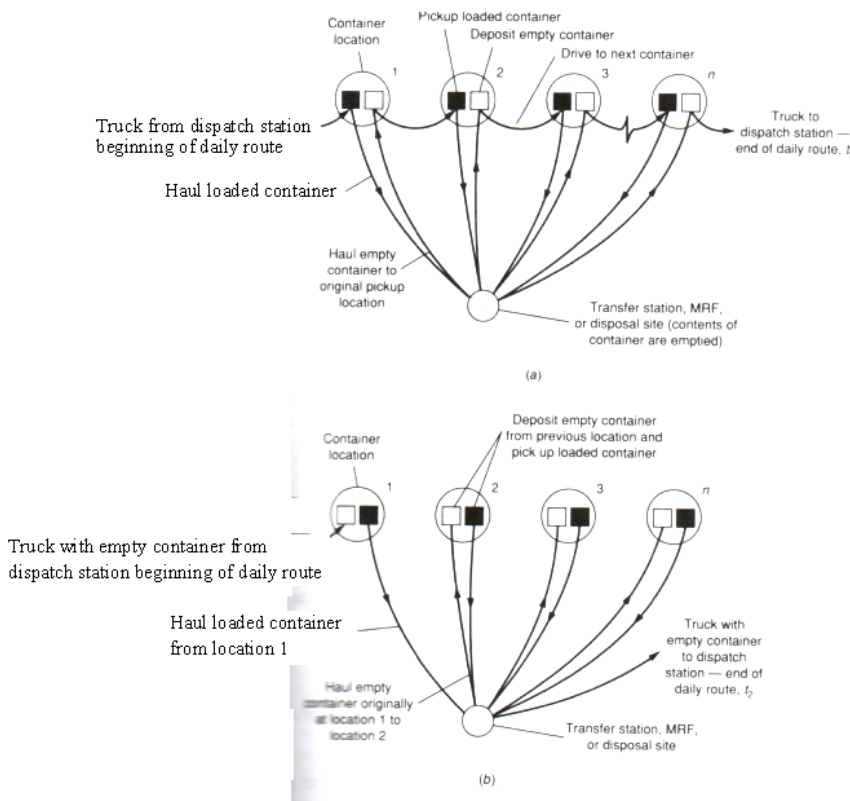 Pickup loaded container
Container
location
Deposit empty container
Drive to next container
1
2
3
n
Truck from dispatch station
beginning of daily route
Truck to
dispatch station —
end of daily route, t
Haul loaded container
Haul empty
container to
original pickup
location
Transfer station, MRF,
or disposal site (contents of
container are emptied)
(a)
Deposit empty container
from previous location and
pick up loaded container
Container
location
1
2
3
n
Truck with empty container from
dispatch station beginning of daily route
Haul loaded container
from location 1
Truck with
empty container
to dispatch
station — end of
daily route, t2
Haul empty
container originally
at location 1 to
location 2
Transfer station, MRF,
or disposal site
(b)